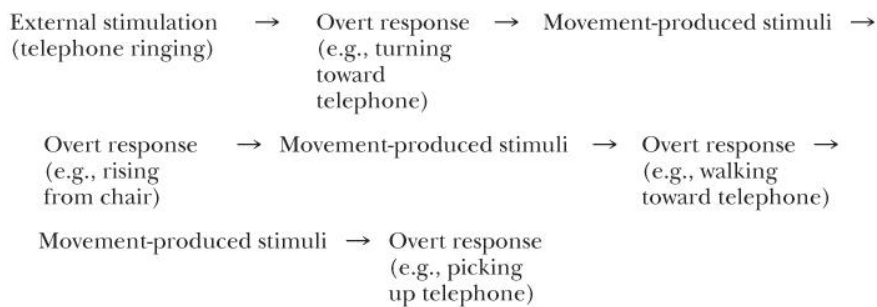 External stimulation → Overt response → Movement-produced stimuli →
(telephone ringing) (e.g., turning
toward
telephone)
Overt response → Movement-produced stimuli → Overt response →
(e.g., rising (e.g., walking
from chair) toward telephone)
Movement-produced stimuli → Overt response
(e.g., picking
up telephone)